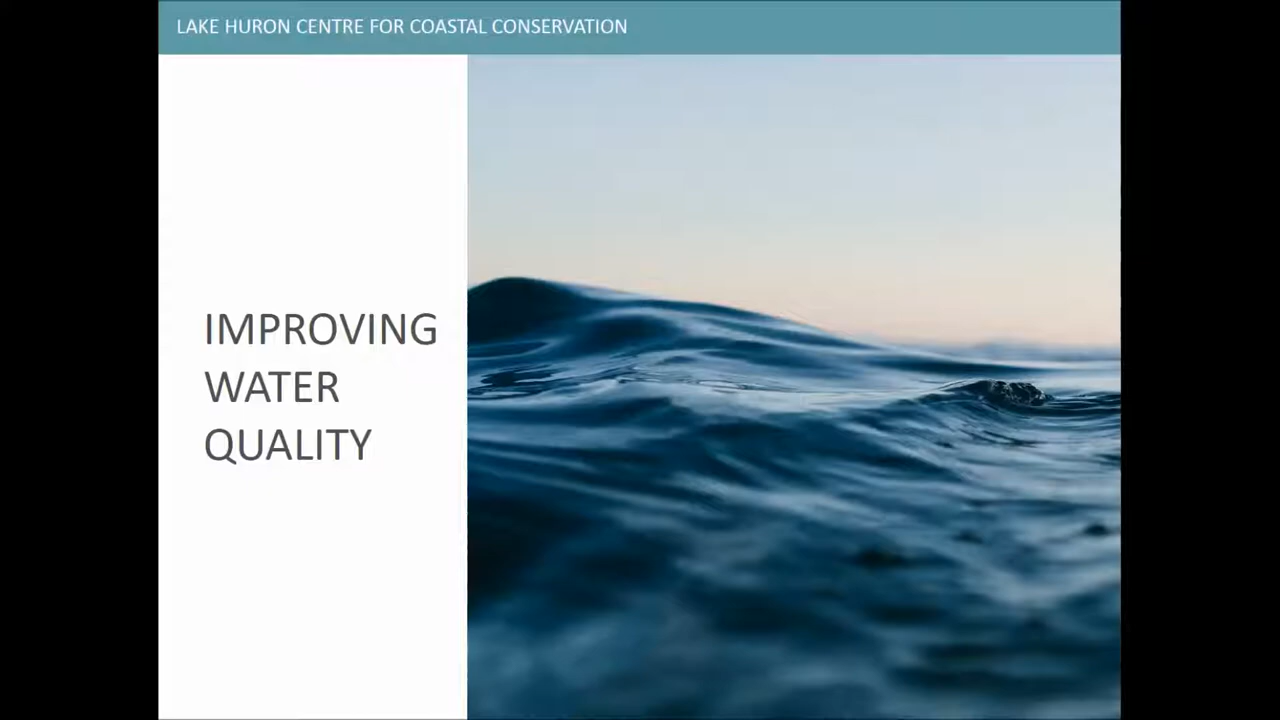 LAKE HURON CENTRE FOR COASTAL CONSERVATION
IMPROVING
WATER
QUALITY